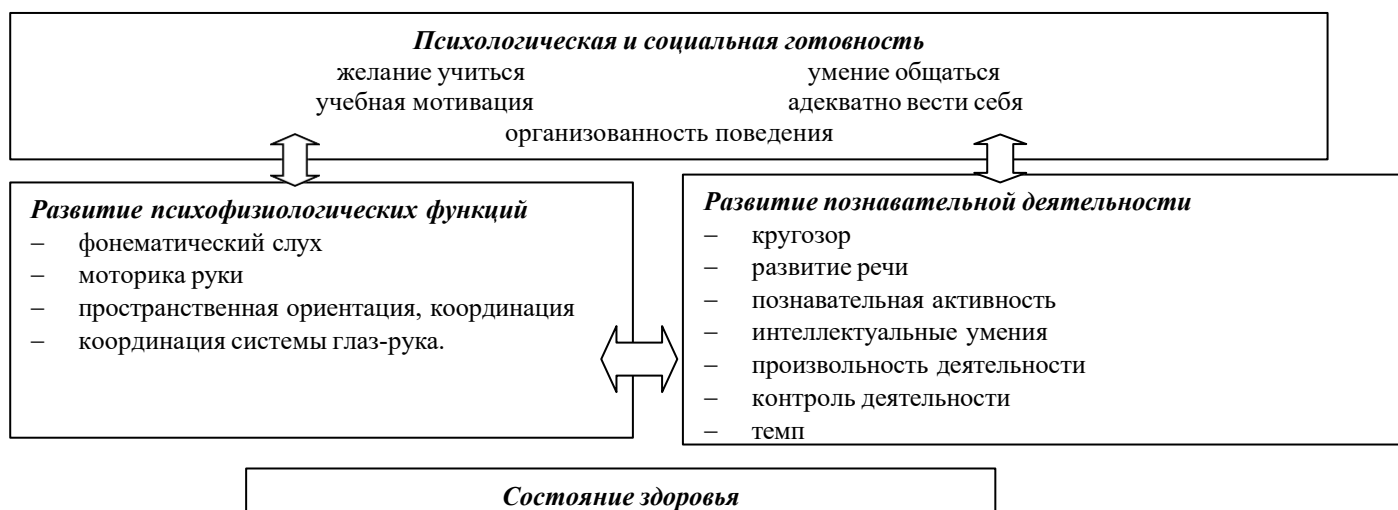 Психологическая и социальная готовность
желание учиться умение общаться
учебная мотивация адекватно вести себя
организованность поведения
Развитие психофизиологических функций
– фонематический слух
– моторика руки
– пространственная ориентация, координация
– координация системы глаз-рука.
Развитие познавательной деятельности
– кругозор
– развитие речи
– познавательная активность
– интеллектуальные умения
– произвольность деятельности
– контроль деятельности
– темп
Состояние здоровья